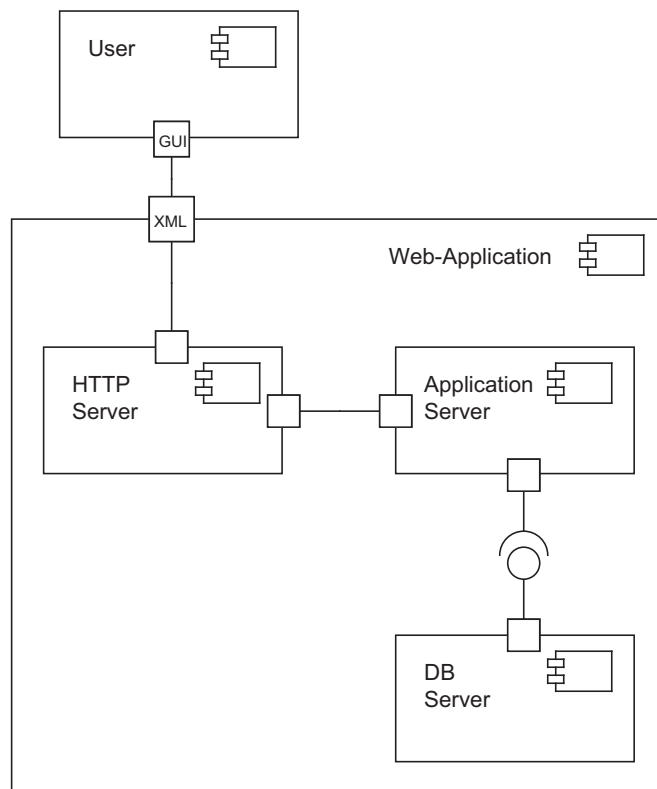 User
GUI
XML
Web-Application
HTTP
Server
Application
Server
DB
Server